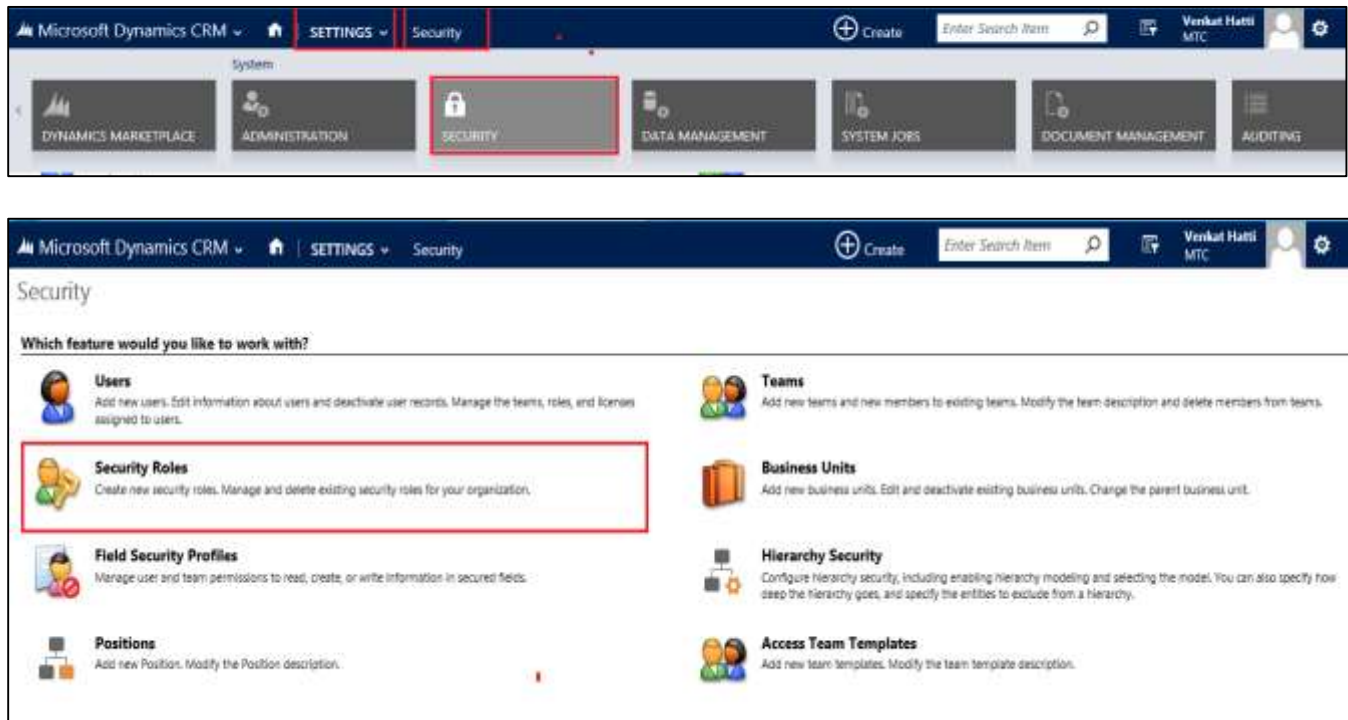 Microsoft Dynamics CRM SETTINGS Security Create Enter Search Item Venkat Hatti
MTC
System
DYNAMICS MARKETPLACE ADMINISTRATION SECURITY DATA MANAGEMENT SYSTEM JOBS DOCUMENT MANAGEMENT AUDITING
Microsoft Dynamics CRM SETTINGS Security Create Enter Search Item Venkat Hatti
MTC
Security
Which feature would you like to work with?
Users
Add new users. Edit information about users and deactivate user records. Manage the teams, roles, and licenses
assigned to users.
Teams
Add new teams and new members to existing teams. Modify the team description and delete members from teams.
Security Roles
Create new security roles. Manage and delete existing security roles for your organization.
Business Units
Add new business units. Edit and deactivate existing business units. Change the parent business unit.
Field Security Profiles
Manage user and team permissions to read, create, or write information in secured fields.
Hierarchy Security
Configure hierarchy security, including enabling hierarchy modeling and selecting the model. You can also specify how
deep the hierarchy goes, and specify the entities to exclude from a hierarchy.
Positions
Add new Position. Modify the Position description.
Access Team Templates
Add new team templates. Modify the team template description.